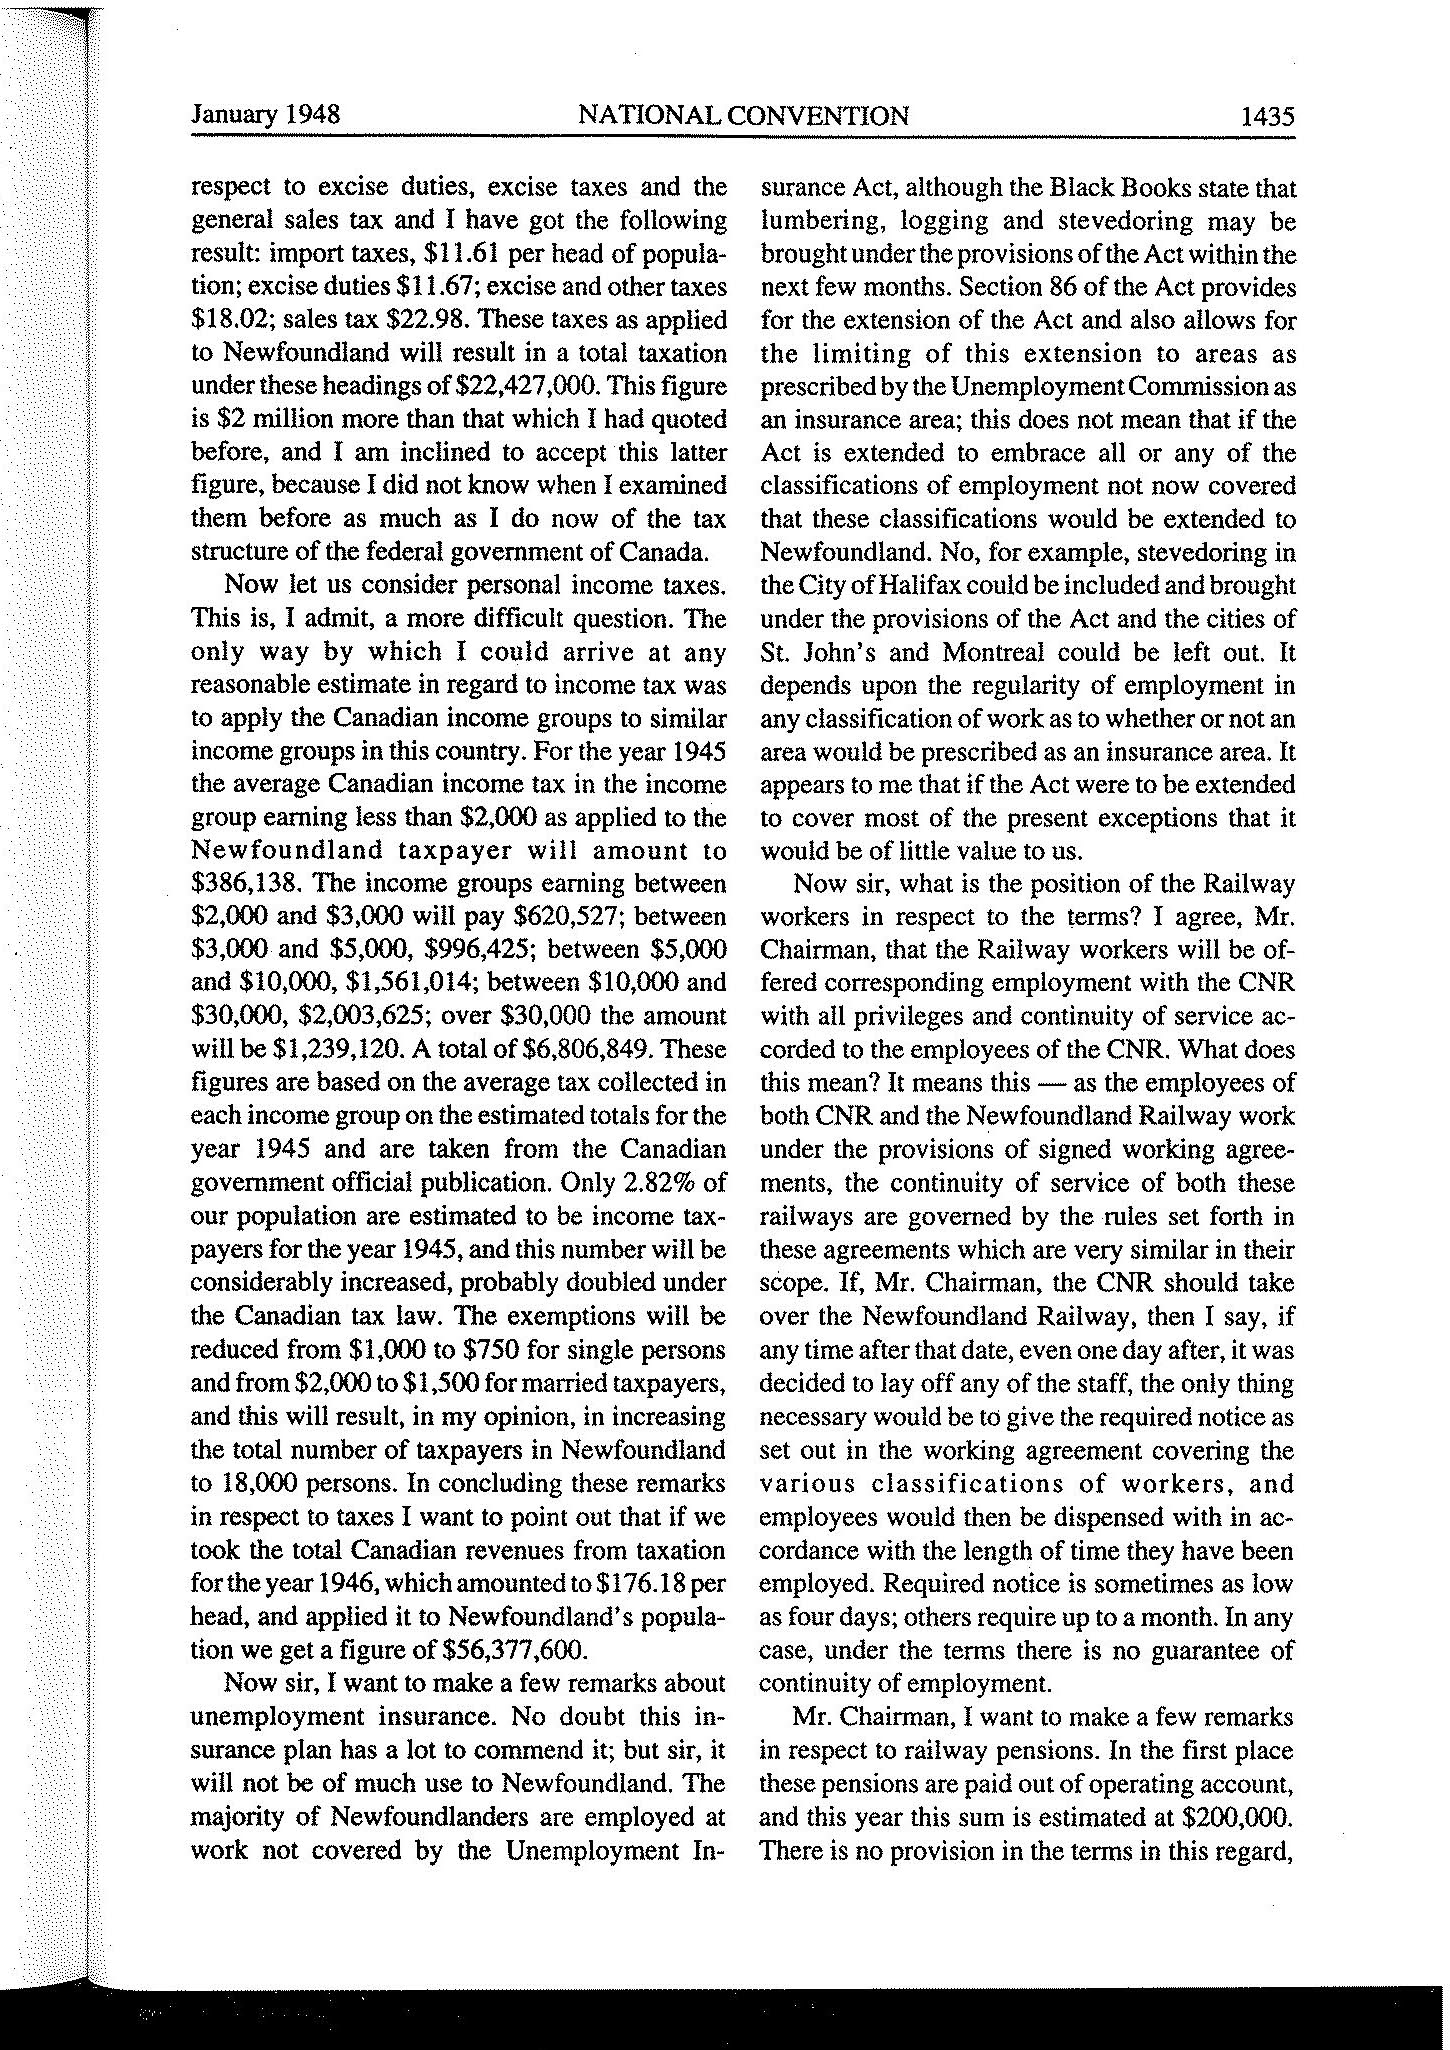 January 1948 NATIONAL CONVENTION 1435
respect to excise duties, excise taxes and the
general sales tax and I have got the following
result: import taxes, $11.61 per head of popula-
tion; excise duties $11.67; excise and other taxes
$18.02; sales tax $22.98. These taxes as applied
to Newfoundland will result in a total taxation
under these headings of $22,427,000. This figure
is $2 million more than that which I had quoted
before, and I am inclined to accept this latter
figure, because I did not know when I examined
them before as much as I do now of the tax
structure of the federal government of Canada.
Now let us consider personal income taxes.
This is, I admit, a more difficult question. The
only way by which I could arrive at any
reasonable estimate in regard to income tax was
to apply the Canadian income groups to similar
income groups in this country. For the year 1945
the average Canadian income tax in the income
group earning less than $2,000 as applied to the
Newfoundland taxpayer will amount to
$386,138. The income groups earning between
$2,000 and $3,000 will pay $620,527; between
$3,000 and $5,000, $996,425; between $5,000
and $10,000, $1,561,014; between $10,000 and
$30,000, $2,003,625; over $30,000 the amount
will be $1,239,120. A total of $6,806,849. These
figures are based on the average tax collected in
each income group on the estimated totals for the
year 1945 and are taken from the Canadian
government official publication. Only 2.82% of
our population are estimated to be income tax-
payers for the year 1945, and this number will be
considerably increased, probably doubled under
the Canadian tax law. The exemptions will be
reduced from $1,000 to $750 for single persons
and from $2,000 to $1,500 for married taxpayers,
and this will result, in my opinion, in increasing
the total number of taxpayers in Newfoundland
to 18,000 persons. In concluding these remarks
in respect to taxes I want to point out that if we
took the total Canadian revenues from taxation
for the year 1946, which amounted to $176.18 per
head, and applied it to Newfoundland's popula-
tion we get a figure of $56,377,600.
Now sir, I want to make a few remarks about
unemployment insurance. No doubt this in-
surance plan has a lot to commend it; but sir, it
will not be of much use to Newfoundland. The
majority of Newfoundlanders are employed at
work not covered by the Unemployment In-
surance Act, although the Black Books state that
lumbering, logging and stevedoring may be
brought under the provisions of the Act within the
next few months. Section 86 of the Act provides
for the extension of the Act and also allows for
the limiting of this extension to areas as
prescribed by the Unemployment Commission as
an insurance area; this does not mean that if the
Act is extended to embrace all or any of the
classifications of employment not now covered
that these classifications would be extended to
Newfoundland. No, for example, stevedoring in
the City of Halifax could be included and brought
under the provisions of the Act and the cities of
St. John's and Montreal could be left out. It
depends upon the regularity of employment in
any classification of work as to whether or not an
area would be prescribed as an insurance area. It
appears to me that if the Act were to be extended
to cover most of the present exceptions that it
would be of little value to us.
Now sir, what is the position of the Railway
workers in respect to the terms? I agree, Mr.
Chairman, that the Railway workers will be of-
fered corresponding employment with the CNR
with all privileges and continuity of service ac-
corded to the employees of the CNR. What does
this mean? It means this — as the employees of
both CNR and the Newfoundland Railway work
under the provisions of signed working agree-
ments, the continuity of service of both these
railways are governed by the rules set forth in
these agreements which are very similar in their
scope. If, Mr. Chairman, the CNR should take
over the Newfoundland Railway, then I say, if
any time after that date, even one day after, it was
decided to lay off any of the staff, the only thing
necessary would be to give the required notice as
set out in the working agreement covering the
various classifications of workers, and
employees would then be dispensed with in ac-
cordance with the length of time they have been
employed. Required notice is sometimes as low
as four days; others require up to a month. In any
case, under the terms there is no guarantee of
continuity of employment.
Mr. Chairman, I want to make a few remarks
in respect to railway pensions. In the first place
these pensions are paid out of operating account,
and this year this sum is estimated at $200,000.
There is no provision in the terms in this regard,